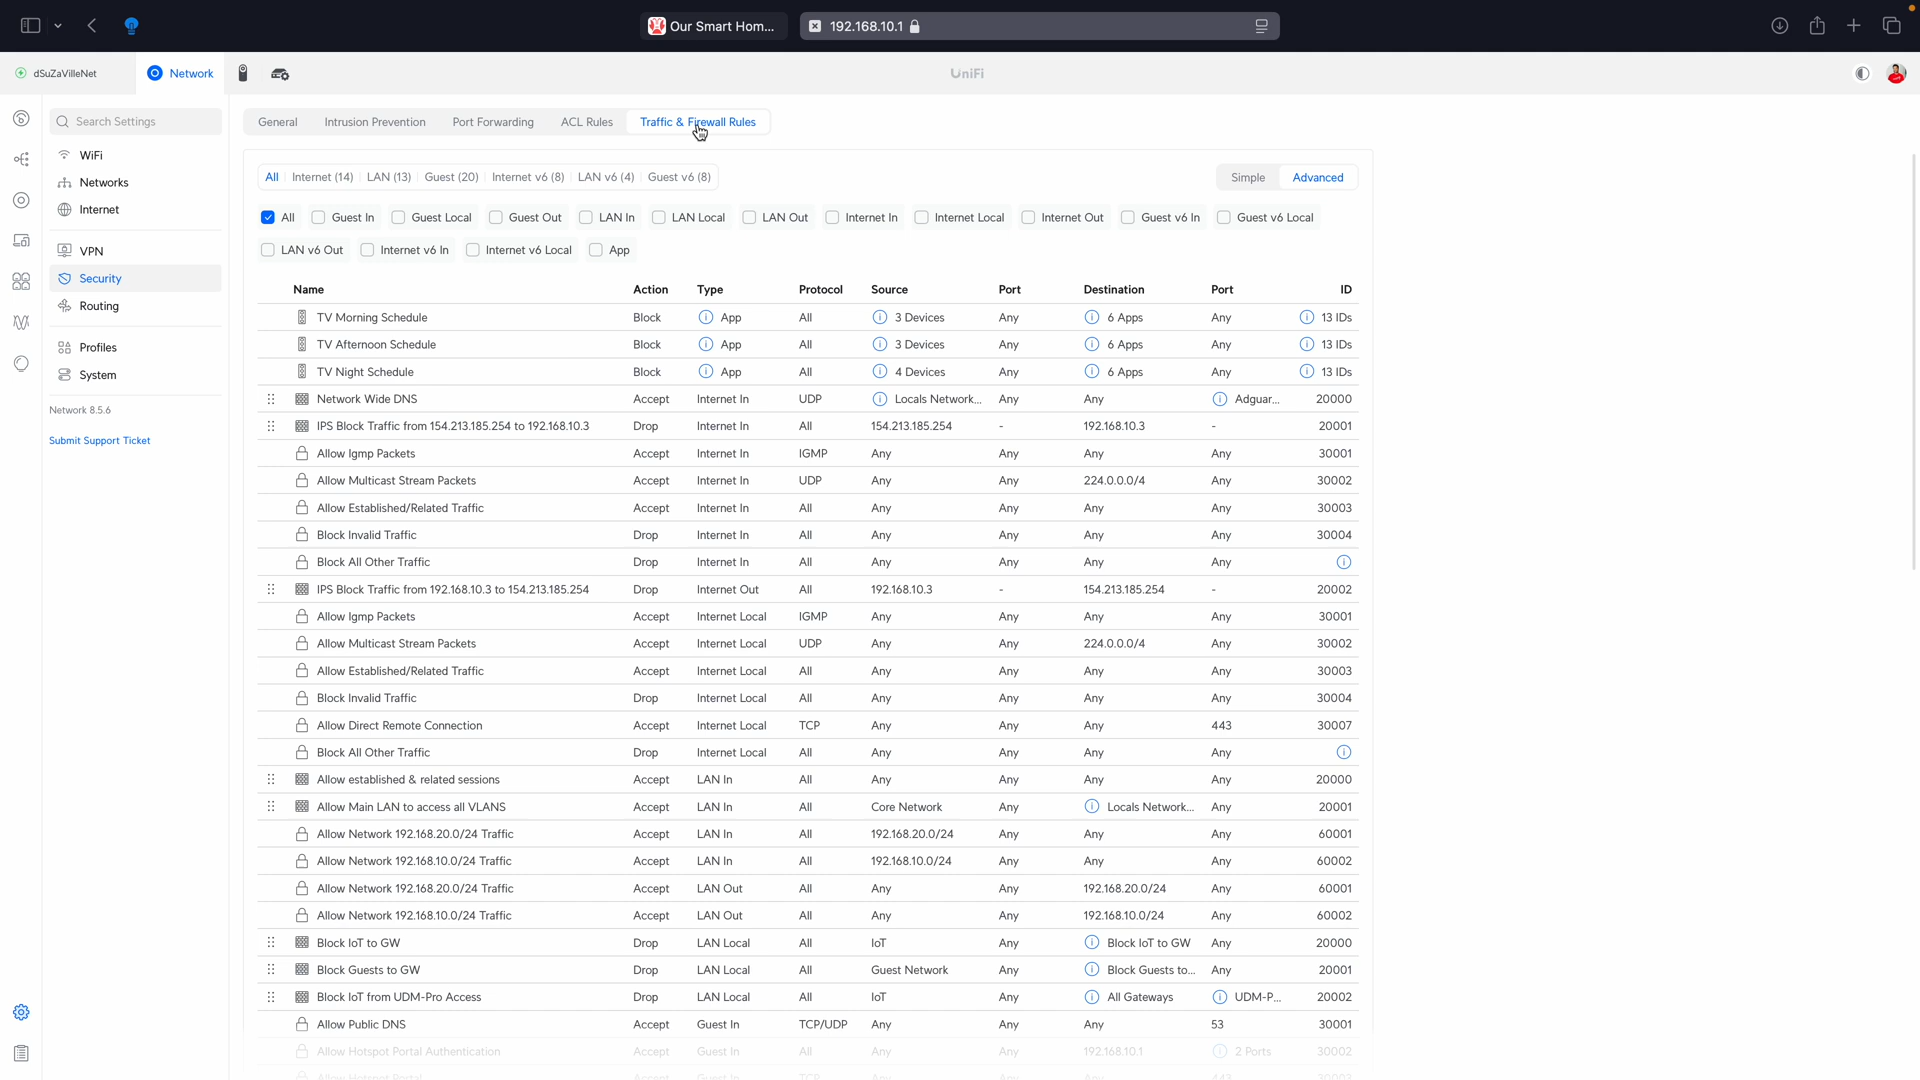 Our Smart Hom...
192.168.10.1
dSuZaVilleNet
Network
UniFi
Search Settings
WiFi
Networks
Internet
VPN
Security
Routing
Profiles
System
Network 8.5.6
Submit Support Ticket
General Intrusion Prevention Port Forwarding ACL Rules Traffic & Firewall Rules
All Internet (14) LAN (13) Guest (20) Internet v6 (8) LAN v6 (4) Guest v6 (8)
Simple Advanced
All Guest In Guest Local Guest Out LAN In LAN Local LAN Out Internet In Internet Local Internet Out Guest v6 In Guest v6 Local
LAN v6 Out Internet v6 In Internet v6 Local App
Name Action Type Protocol Source Port Destination Port ID
TV Morning Schedule Block App All 3 Devices Any 6 Apps Any 13 IDs
TV Afternoon Schedule Block App All 3 Devices Any 6 Apps Any 13 IDs
TV Night Schedule Block App All 4 Devices Any 6 Apps Any 13 IDs
Network Wide DNS Accept Internet In UDP Locals Network... Any Any Adguar... 20000
IPS Block Traffic from 154.213.185.254 to 192.168.10.3 Drop Internet In All 154.213.185.254 - 192.168.10.3 - 20001
Allow Igmp Packets Accept Internet In IGMP Any Any Any Any 30001
Allow Multicast Stream Packets Accept Internet In UDP Any Any 224.0.0.0/4 Any 30002
Allow Established/Related Traffic Accept Internet In All Any Any Any Any 30003
Block Invalid Traffic Drop Internet In All Any Any Any Any 30004
Block All Other Traffic Drop Internet In All Any Any Any Any
IPS Block Traffic from 192.168.10.3 to 154.213.185.254 Drop Internet Out All 192.168.10.3 - 154.213.185.254 - 20002
Allow Igmp Packets Accept Internet Local IGMP Any Any Any Any 30001
Allow Multicast Stream Packets Accept Internet Local UDP Any Any 224.0.0.0/4 Any 30002
Allow Established/Related Traffic Accept Internet Local All Any Any Any Any 30003
Block Invalid Traffic Drop Internet Local All Any Any Any Any 30004
Allow Direct Remote Connection Accept Internet Local TCP Any Any Any 443 30007
Block All Other Traffic Drop Internet Local All Any Any Any Any
Allow established & related sessions Accept LAN In All Any Any Any Any 20000
Allow Main LAN to access all VLANS Accept LAN In All Core Network Any Locals Network... Any 20001
Allow Network 192.168.20.0/24 Traffic Accept LAN In All 192.168.20.0/24 Any Any Any 60001
Allow Network 192.168.10.0/24 Traffic Accept LAN In All 192.168.10.0/24 Any Any Any 60002
Allow Network 192.168.20.0/24 Traffic Accept LAN Out All Any Any 192.168.20.0/24 Any 60001
Allow Network 192.168.10.0/24 Traffic Accept LAN Out All Any Any 192.168.10.0/24 Any 60002
Block IoT to GW Drop LAN Local All IoT Any Block IoT to GW Any 20000
Block Guests to GW Drop LAN Local All Guest Network Any Block Guests to... Any 20001
Block IoT from UDM-Pro Access Drop LAN Local All IoT Any All Gateways UDM-P... 20002
Allow Public DNS Accept Guest In TCP/UDP Any Any Any 53 30001
Allow Hotspot Portal Authentication Accept Guest In All Any Any 192.168.10.1 2 Ports 30002
Allow Hotspot Portal Accept Guest In TCP Any Any Any 443 30003